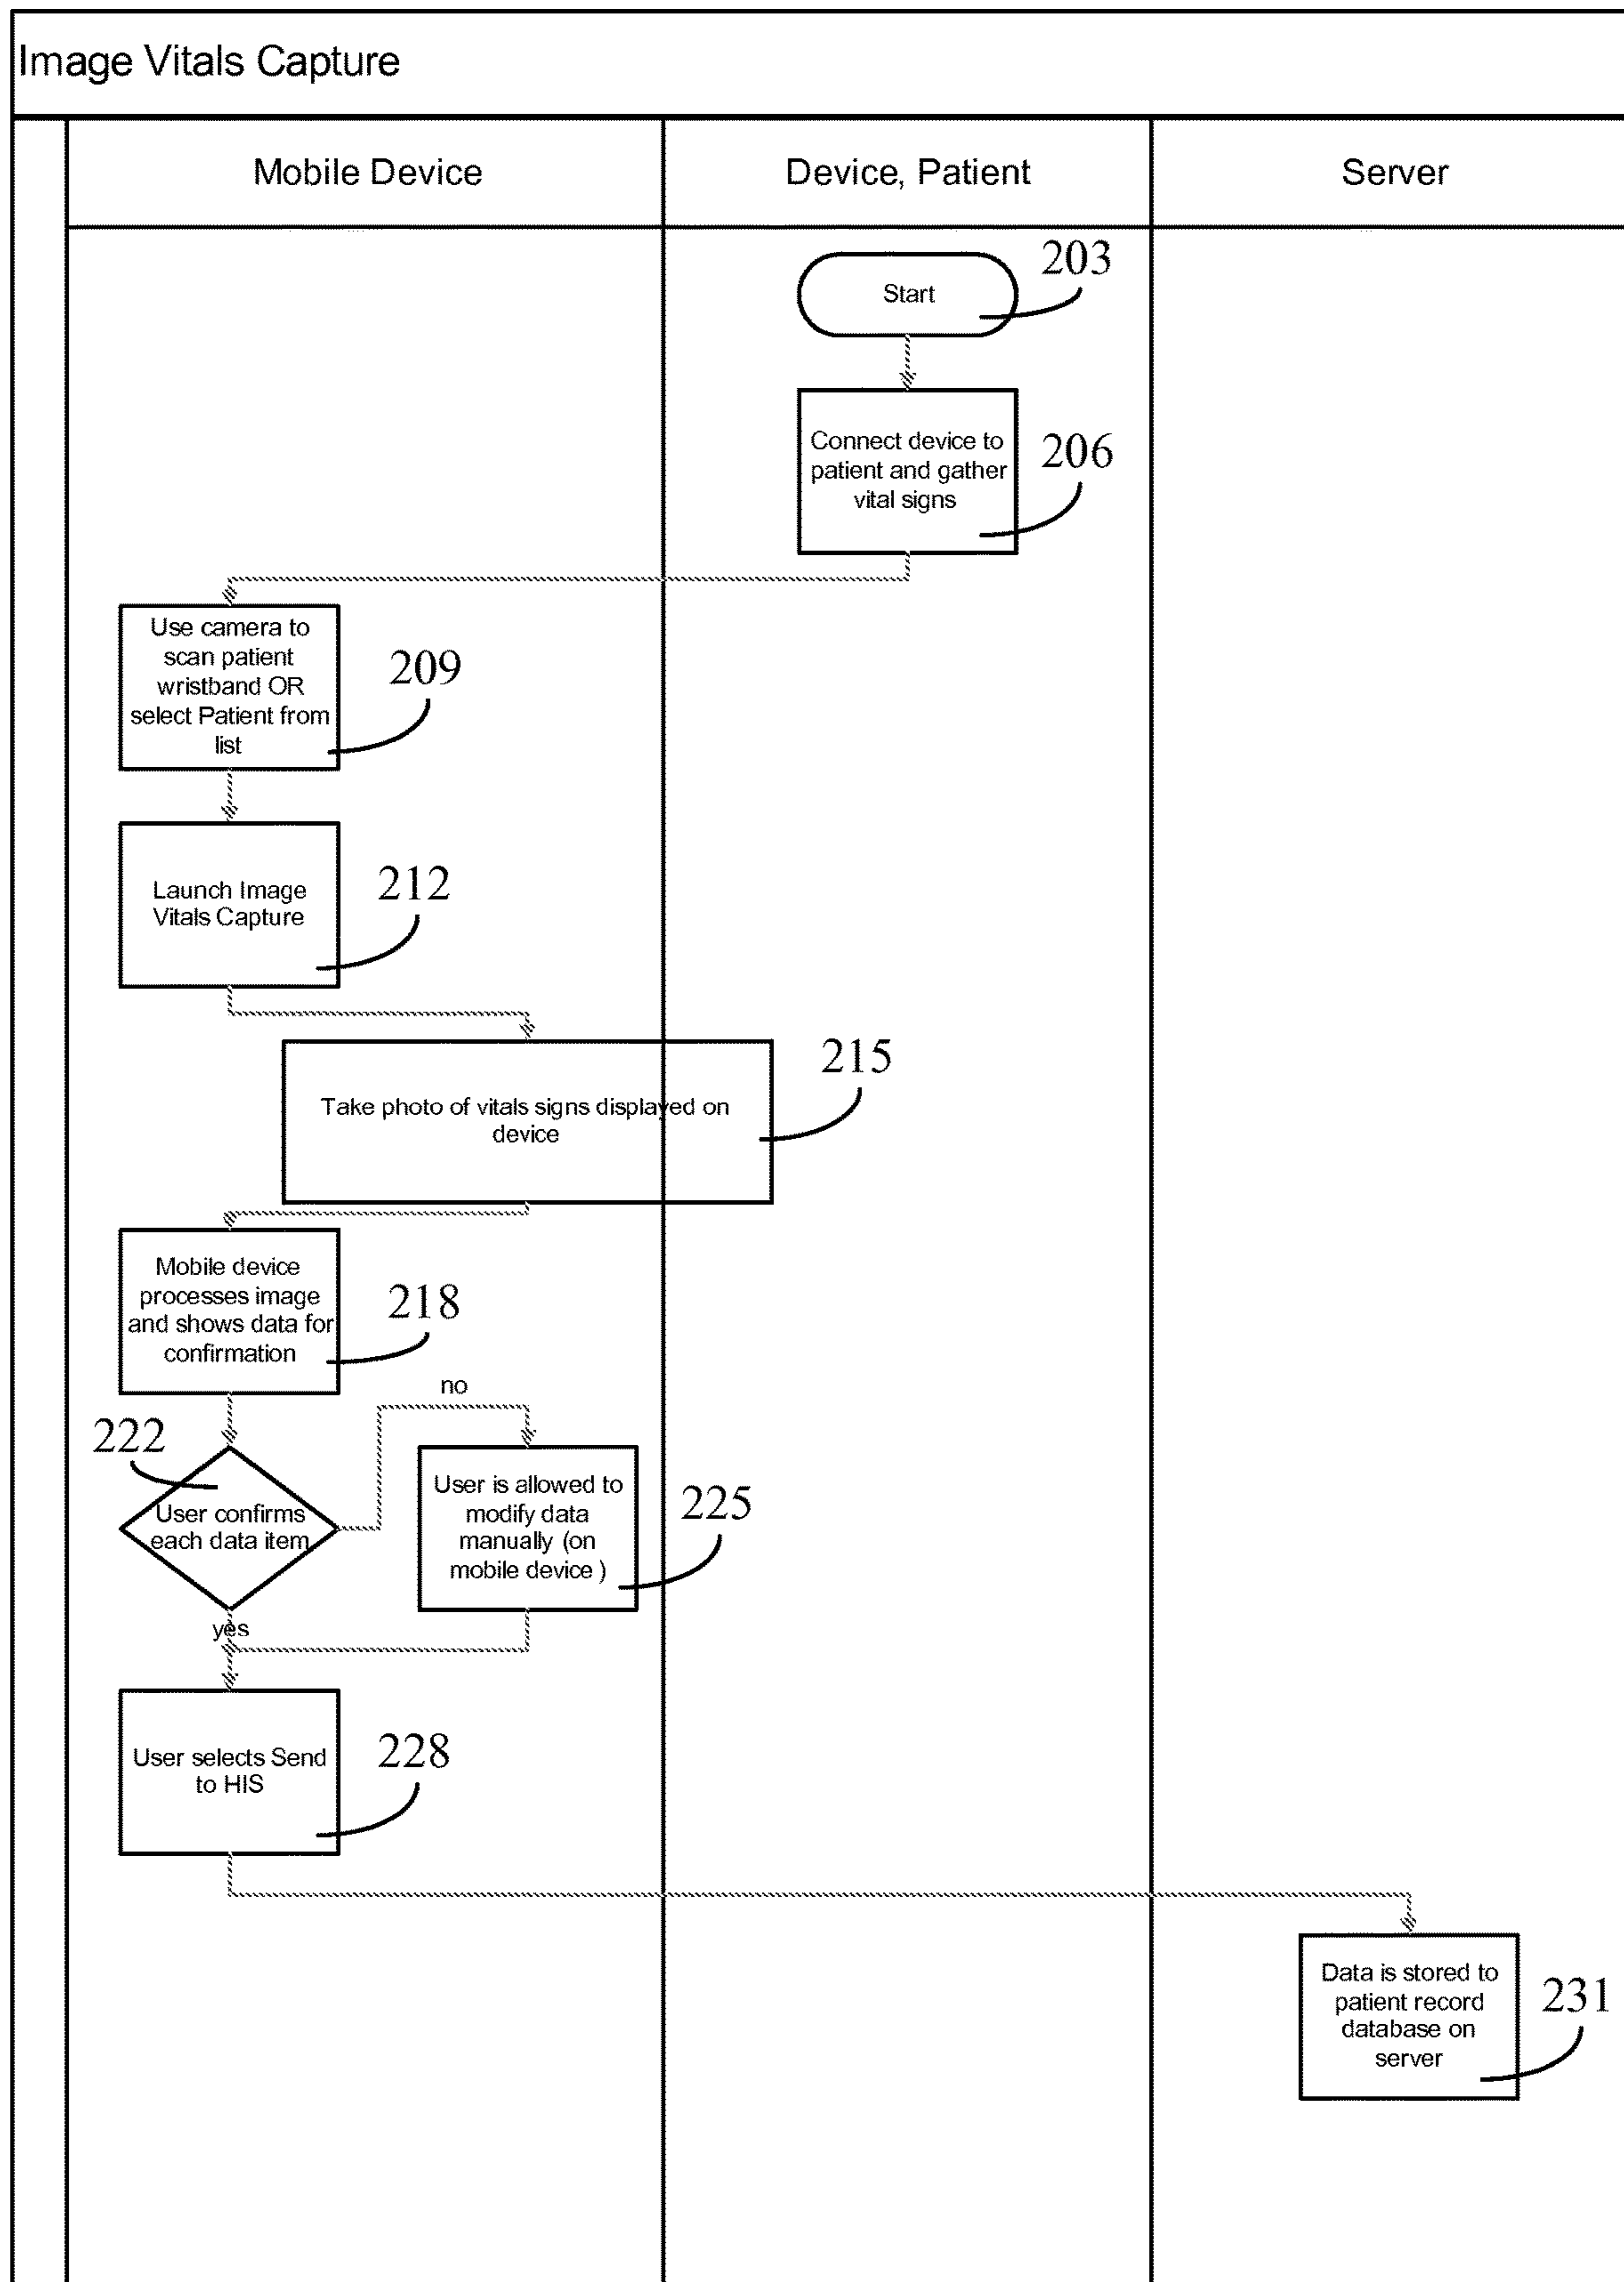 Image Vitals Capture
Mobile Device
Device, Patient
Server
Start
203
Connect device to
patient and gather
vital signs
206
Use camera to
scan patient
wristband OR
select Patient from
list
209
Launch Image
Vitals Capture
212
Take photo of vitals signs displayed on
device
215
Mobile device
processes image
and shows data for
confirmation
218
no
222
User confirms
each data item
User is allowed to
modify data
manually (on
mobile device )
225
yes
User selects Send
to HIS
228
Data is stored to
patient record
database on
server
231